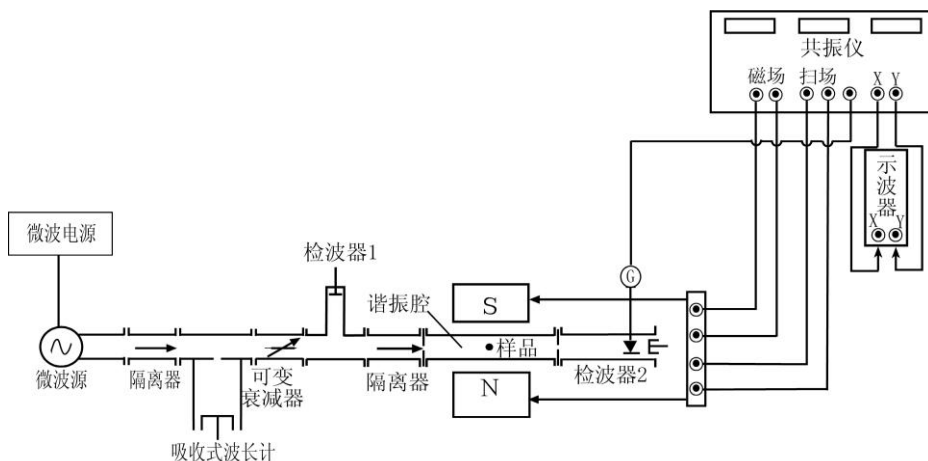 共振仪
磁场 扫场 X Y
示波器
X Y
微波电源
检波器1
G
谐振腔
S
样品
微波源
隔离器
可变衰减器
隔离器
N
检波器2
吸收式波长计